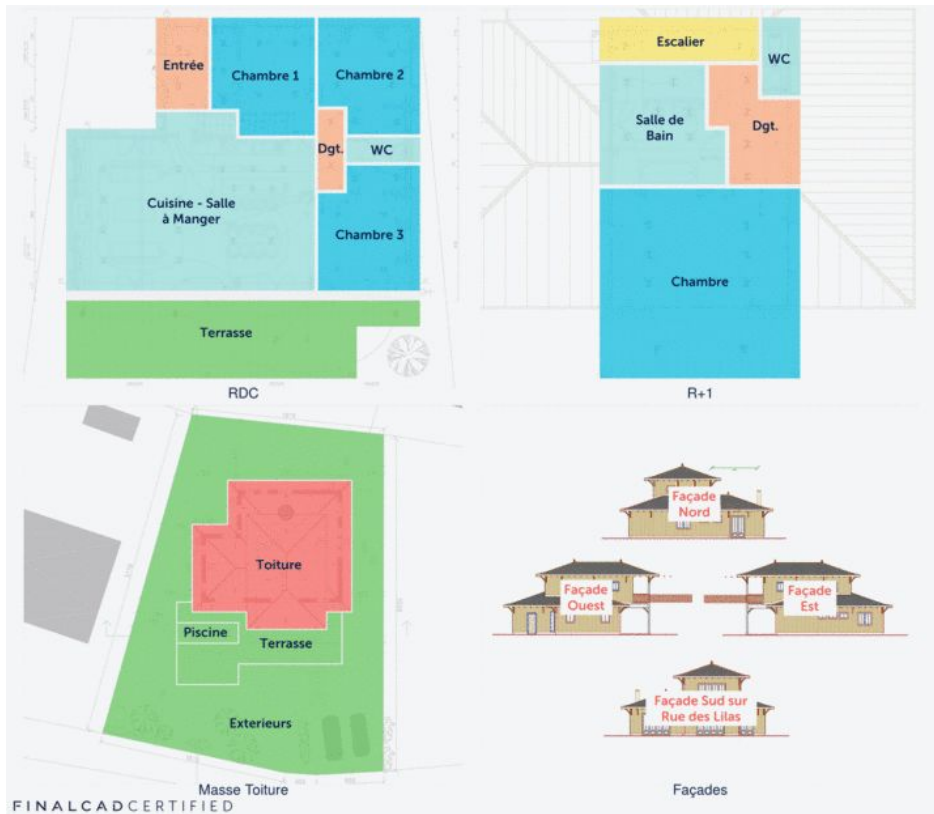 Entrée
Chambre 1
Chambre 2
Dgt.
WC
Cuisine - Salle
à Manger
Chambre 3
Terrasse
RDC
Escalier
WC
Salle de
Bain
Dgt.
Chambre
R+1
Toiture
Piscine
Terrasse
Exterieurs
Masse Toiture
Façade
Nord
Façade
Ouest
Façade
Est
Façade Sud sur
Rue des Lilas
Façades
FINALCADCERTIFIED